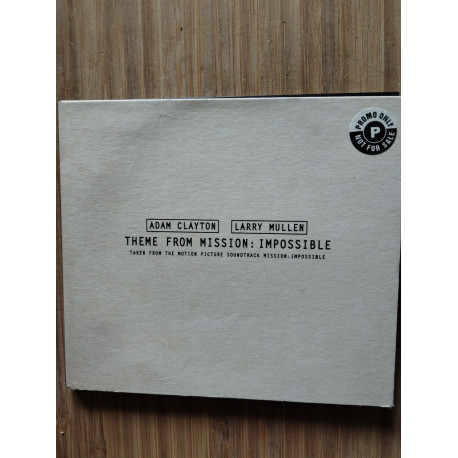 PROMO ONLY
P
NOT FOR SALE
ADAM CLAYTON LARRY MULLEN
THEME FROM MISSION: IMPOSSIBLE
TAKEN FROM THE MOTION PICTURE SOUNDTRACK MISSION: IMPOSSIBLE